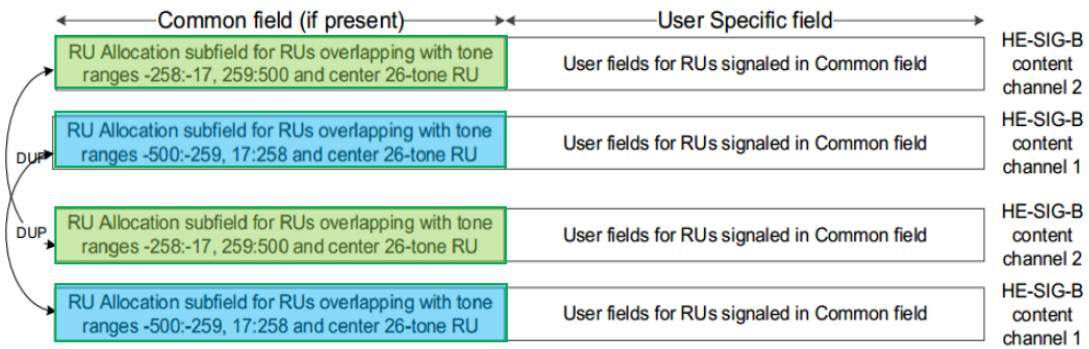 Common field (if present)
User Specific field
RU Allocation subfield for RUs overlapping with tone
ranges -258:-17, 259:500 and center 26-tone RU
User fields for RUs signaled in Common field
HE-SIG-B
content
channel 2
RU Allocation subfield for RUs overlapping with tone
ranges -500:-259, 17:258 and center 26-tone RU
User fields for RUs signaled in Common field
HE-SIG-B
content
channel 1
DUP
RU Allocation subfield for RUs overlapping with tone
ranges -258:-17, 259:500 and center 26-tone RU
User fields for RUs signaled in Common field
HE-SIG-B
content
channel 2
DUP
RU Allocation subfield for RUs overlapping with tone
ranges -500:-259, 17:258 and center 26-tone RU
User fields for RUs signaled in Common field
HE-SIG-B
content
channel 1